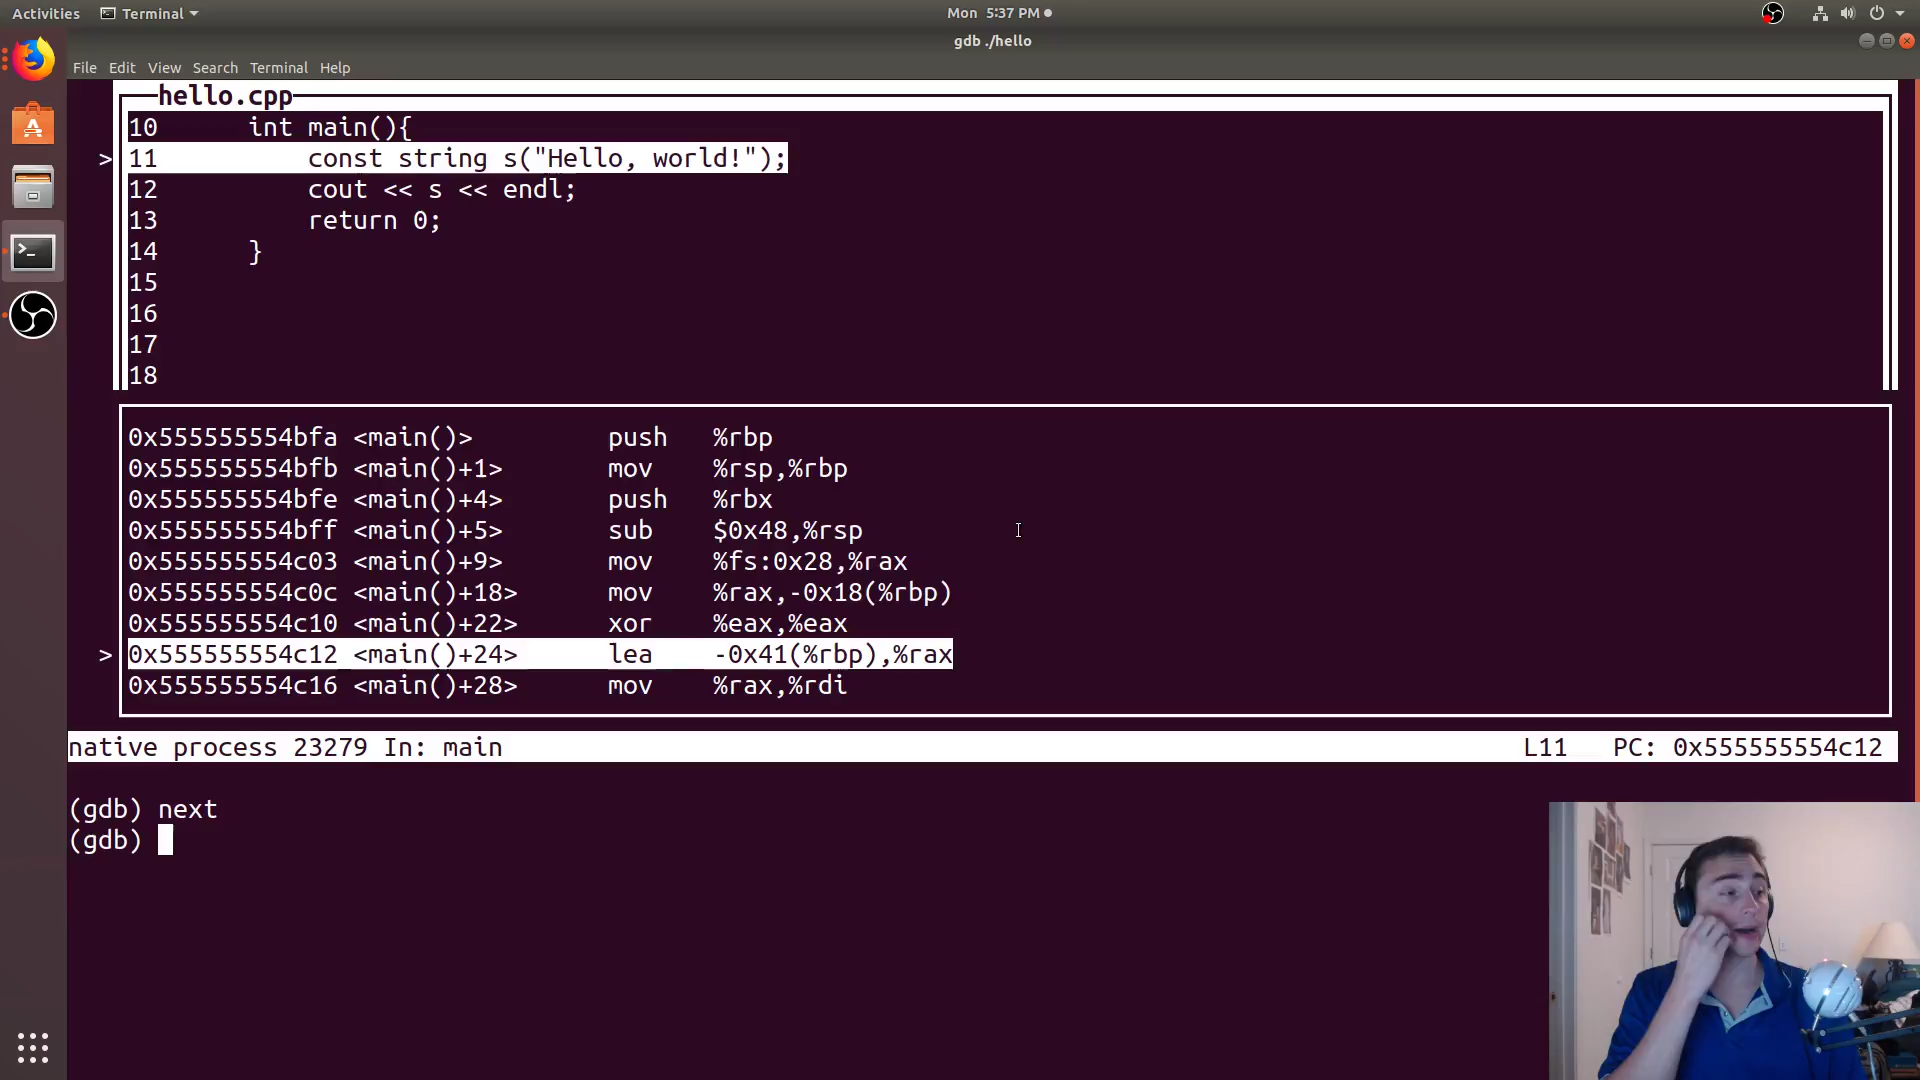 Activities Terminal Mon 5:37 PM
gdb ./hello
File Edit View Search Terminal Help
hello.cpp
10 int main(){
> 11 const string s("Hello, world!");
12 cout << s << endl;
13 return 0;
14 }
15
16
17
18
0x555555554bfa <main()> push %rbp
0x555555554bfb <main()+1> mov %rsp,%rbp
0x555555554bfe <main()+4> push %rbx
0x555555554bff <main()+5> sub $0x48,%rsp
0x555555554c03 <main()+9> mov %fs:0x28,%rax
0x555555554c0c <main()+18> mov %rax,-0x18(%rbp)
0x555555554c10 <main()+22> xor %eax,%eax
> 0x555555554c12 <main()+24> lea -0x41(%rbp),%rax
0x555555554c16 <main()+28> mov %rax,%rdi
native process 23279 In: main L11 PC: 0x555555554c12
(gdb) next
(gdb)